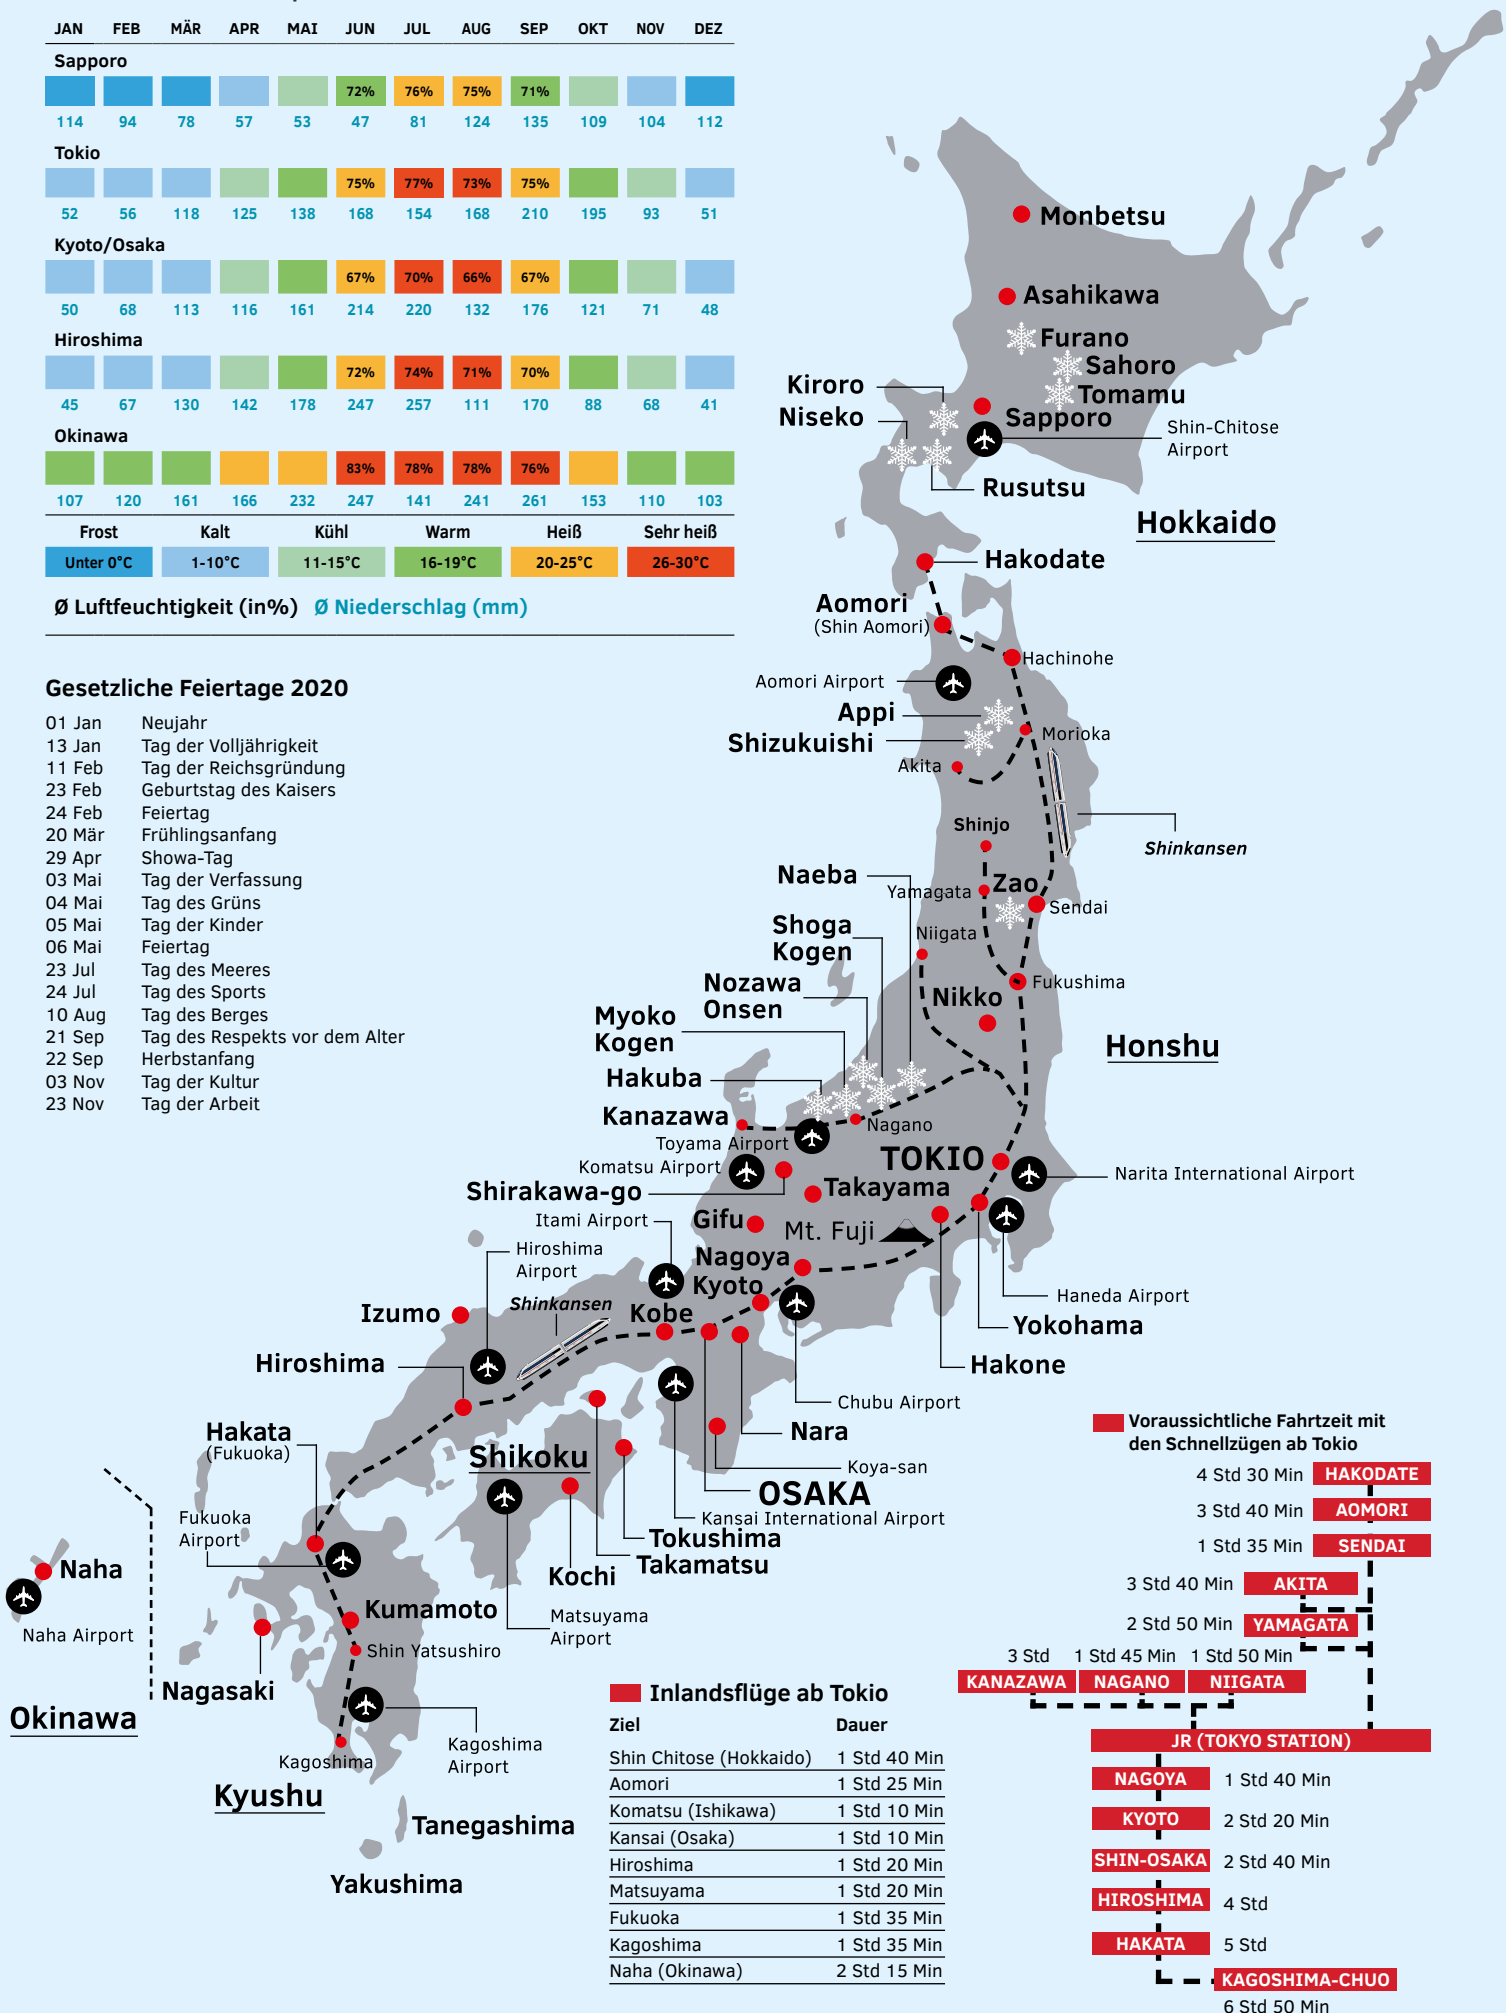 JAN FEB MÄR APR MAI JUN JUL AUG SEP OKT NOV DEZ
Sapporo
72% 76% 75% 71%
114 94 78 57 53 47 81 124 135 109 104 112
Tokio
75% 77% 73% 75%
52 56 118 125 138 168 154 168 210 195 93 51
Kyoto/Osaka
67% 70% 66% 67%
50 68 113 116 161 214 220 132 176 121 71 48
Hiroshima
72% 74% 71% 70%
45 67 130 142 178 247 257 111 170 88 68 41
Okinawa
83% 78% 78% 76%
107 120 161 166 232 247 141 241 261 153 110 103
Frost Kalt Kühl Warm Heiß Sehr heiß
Unter 0°C 1-10°C 11-15°C 16-19°C 20-25°C 26-30°C
Ø Luftfeuchtigkeit (in%) Ø Niederschlag (mm)
Gesetzliche Feiertage 2020
01 Jan Neujahr
13 Jan Tag der Volljährigkeit
11 Feb Tag der Reichsgründung
23 Feb Geburtstag des Kaisers
24 Feb Feiertag
20 Mär Frühlingsanfang
29 Apr Showa-Tag
03 Mai Tag der Verfassung
04 Mai Tag des Grüns
05 Mai Tag der Kinder
06 Mai Feiertag
23 Jul Tag des Meeres
24 Jul Tag des Sports
10 Aug Tag des Berges
21 Sep Tag des Respekts vor dem Alter
22 Sep Herbstanfang
03 Nov Tag der Kultur
23 Nov Tag der Arbeit
Monbetsu
Asahikawa
Furano
Sahoro
Tomamu
Kiroro
Niseko
Sapporo
Shin-Chitose
Airport
Rusutsu
Hokkaido
Hakodate
Aomori
(Shin Aomori)
Hachinohe
Aomori Airport
Appi
Shizukuishi
Morioka
Akita
Shinjo
Shinkansen
Naeba
Yamagata
Zao
Sendai
Shoga
Kogen
Niigata
Nozawa
Onsen
Fukushima
Nikko
Myoko
Kogen
Honshu
Hakuba
Kanazawa
Nagano
Toyama Airport
TOKIO
Komatsu Airport
Narita International Airport
Shirakawa-go
Takayama
Itami Airport
Gifu
Mt. Fuji
Hiroshima
Airport
Nagoya
Kyoto
Haneda Airport
Shinkansen
Izumo
Kobe
Yokohama
Hiroshima
Hakone
Chubu Airport
Hakata
(Fukuoka)
Nara
Shikoku
Koya-san
OSAKA
Fukuoka
Airport
Kansai International Airport
Tokushima
Takamatsu
Kochi
Naha
Naha Airport
Kumamoto
Matsuyama
Airport
Shin Yatsushiro
Nagasaki
Okinawa
Kagoshima
Airport
Kagoshima
Kyushu
Tanegashima
Yakushima
Inlandsflüge ab Tokio
Ziel Dauer
Shin Chitose (Hokkaido) 1 Std 40 Min
Aomori 1 Std 25 Min
Komatsu (Ishikawa) 1 Std 10 Min
Kansai (Osaka) 1 Std 10 Min
Hiroshima 1 Std 20 Min
Matsuyama 1 Std 20 Min
Fukuoka 1 Std 35 Min
Kagoshima 1 Std 35 Min
Naha (Okinawa) 2 Std 15 Min
Voraussichtliche Fahrtzeit mit
den Schnellzügen ab Tokio
4 Std 30 Min HAKODATE
3 Std 40 Min AOMORI
1 Std 35 Min SENDAI
3 Std 40 Min AKITA
2 Std 50 Min YAMAGATA
3 Std 1 Std 45 Min 1 Std 50 Min
KANAZAWA NAGANO NIIGATA
JR (TOKYO STATION)
NAGOYA 1 Std 40 Min
KYOTO 2 Std 20 Min
SHIN-OSAKA 2 Std 40 Min
HIROSHIMA 4 Std
HAKATA 5 Std
KAGOSHIMA-CHUO
6 Std 50 Min